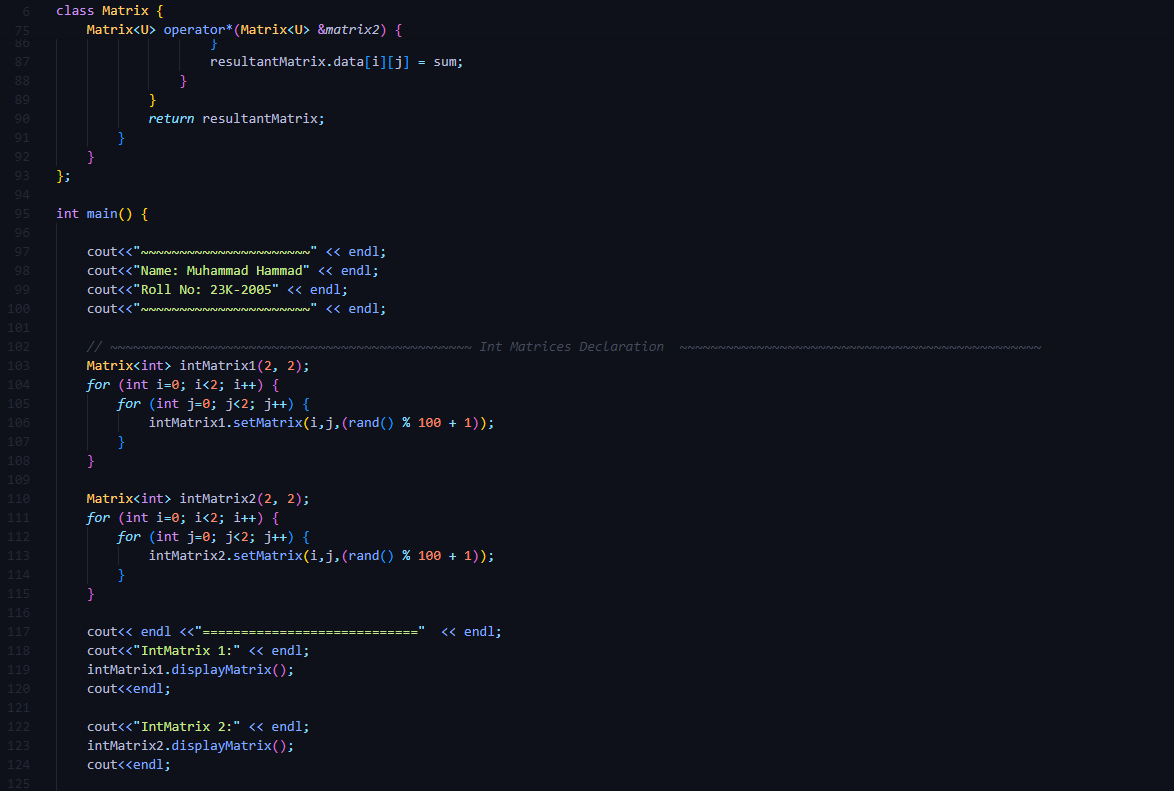 6 class Matrix {
75 Matrix<U> operator*(Matrix<U> &matrix2) {
86 }
87 resultantMatrix.data[i][j] = sum;
88 }
89 }
90 return resultantMatrix;
91 }
92 }
93 };
94
95 int main() {
96
97 cout<<"~~~~~~~~~~~~~~~~~~~~~~" << endl;
98 cout<<"Name: Muhammad Hammad" << endl;
99 cout<<"Roll No: 23K-2005" << endl;
100 cout<<"~~~~~~~~~~~~~~~~~~~~~~" << endl;
101
102 // ~~~~~~~~~~~~~~~~~~~~~~~~~~~~~~~~~~~~~~~~~~~~~~~ Int Matrices Declaration  ~~~~~~~~~~~~~~~~~~~~~~~~~~~~~~~~~~~~~~~~~~~~~~~
103 Matrix<int> intMatrix1(2, 2);
104 for (int i=0; i<2; i++) {
105 for (int j=0; j<2; j++) {
106 intMatrix1.setMatrix(i,j,(rand() % 100 + 1));
107 }
108 }
109
110 Matrix<int> intMatrix2(2, 2);
111 for (int i=0; i<2; i++) {
112 for (int j=0; j<2; j++) {
113 intMatrix2.setMatrix(i,j,(rand() % 100 + 1));
114 }
115 }
116
117 cout<< endl <<"============================"  << endl;
118 cout<<"IntMatrix 1:" << endl;
119 intMatrix1.displayMatrix();
120 cout<<endl;
121
122 cout<<"IntMatrix 2:" << endl;
123 intMatrix2.displayMatrix();
124 cout<<endl;
125